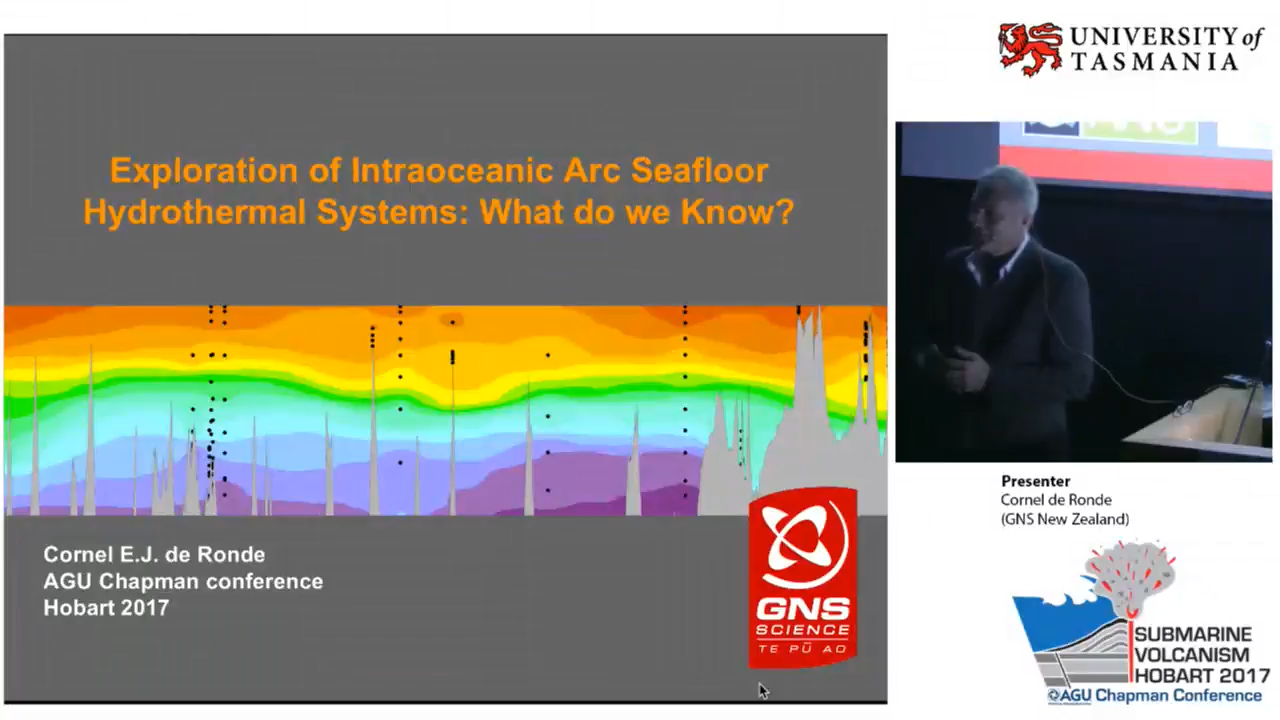 Exploration of Intraoceanic Arc Seafloor
Hydrothermal Systems: What do we Know?
Cornel E.J. de Ronde
AGU Chapman conference
Hobart 2017
GNS
SCIENCE
TE PŪ AO
UNIVERSITY of
TASMANIA
Presenter
Cornel de Ronde
(GNS New Zealand)
SUBMARINE
VOLCANISM
HOBART 2017
AGU Chapman Conference